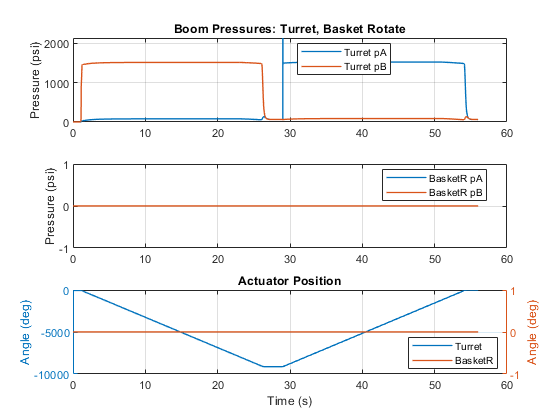 Boom Pressures: Turret, Basket Rotate
Pressure (psi)
2000
1000
0
Turret pA
Turret pB
0 10 20 30 40 50 60
Pressure (psi)
1
0
-1
BasketR pA
BasketR pB
0 10 20 30 40 50 60
Actuator Position
Angle (deg)
0
-5000
-10000
1
0
-1
Angle (deg)
Turret
BasketR
0 10 20 30 40 50 60
Time (s)